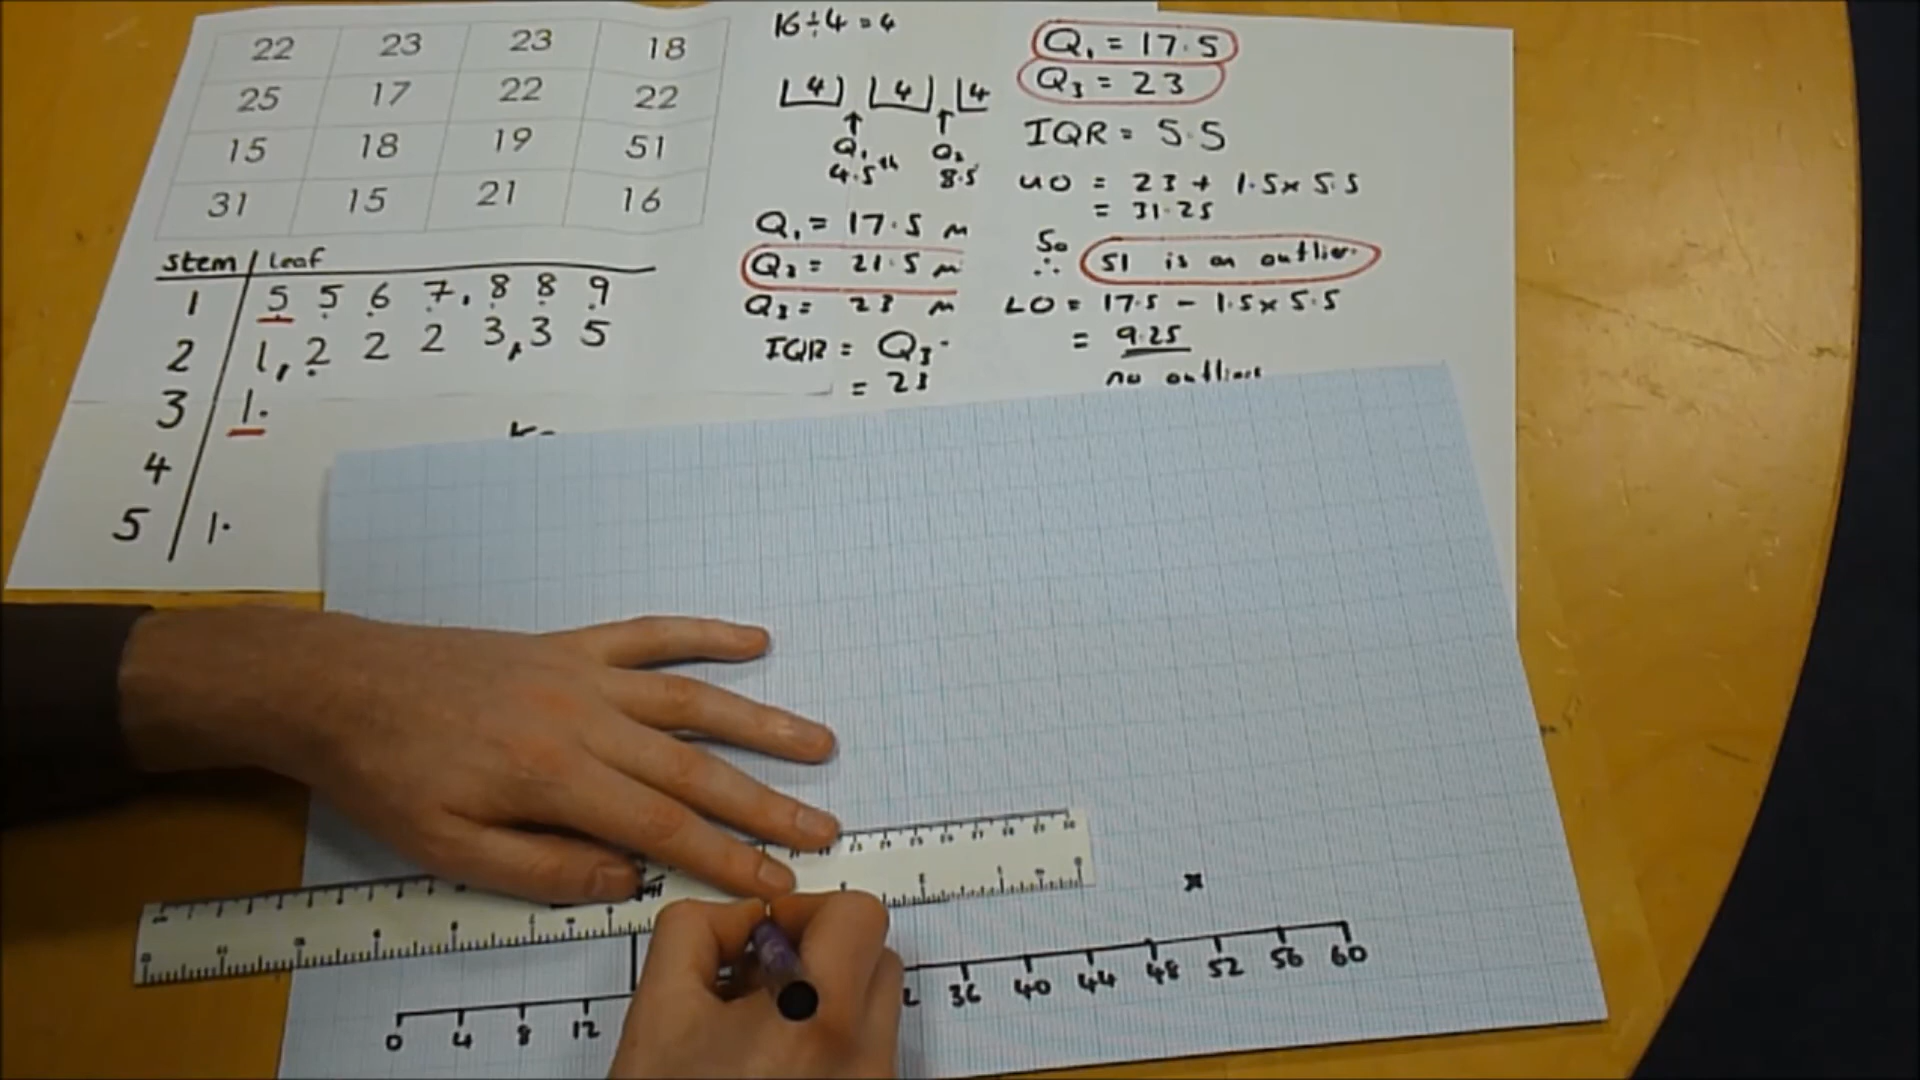 22 23 23 18
25 17 22 22
15 18 19 51
31 15 21 16
stem | Leaf
1 | 5 5 6 7, 8 8 9
2 | 1, 2 2 2 3, 3 5
3 | 1.
4 |
5 | 1.
16÷4 = 4
4 4 4
↑ ↑
Q₁ Q₂
4.5th 8.5
Q₁ = 17.5 m
Q₂ = 21.5 m
Q₃ = 23 m
IQR = Q₃ -
= 23
Q₁ = 17.5
Q₃ = 23
IQR = 5.5
UO = 23 + 1.5 x 5.5
= 31.25
So
∴ 51 is an outlier.
LO = 17.5 - 1.5 x 5.5
= 9.25
no outliers
x
0 4 8 12 36 40 44 48 52 56 60